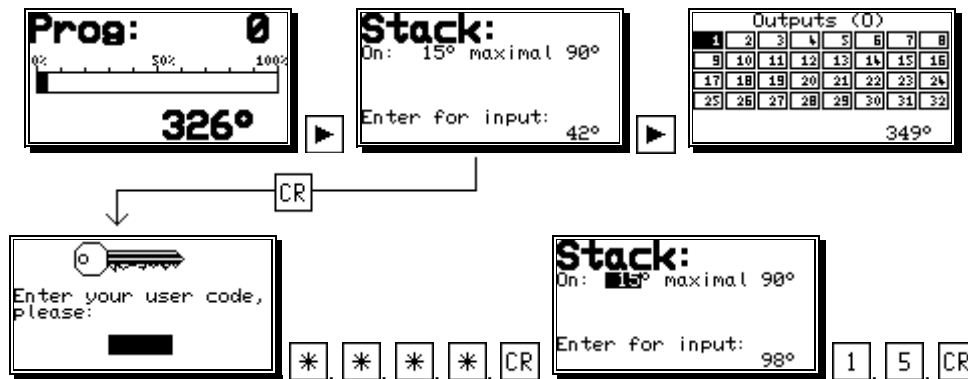 Prog: 0
0% 50% 100%
326°
Stack:
On: 15° maximal 90°
Enter for input:
42°
Outputs (O)
1 2 3 4 5 6 7 8
9 10 11 12 13 14 15 16
17 18 19 20 21 22 23 24
25 26 27 28 29 30 31 32
349°
CR
Enter your user code,
please:
* , * , * , * , CR
Stack:
On: 15° maximal 90°
Enter for input:
98°
1 , 5 , CR